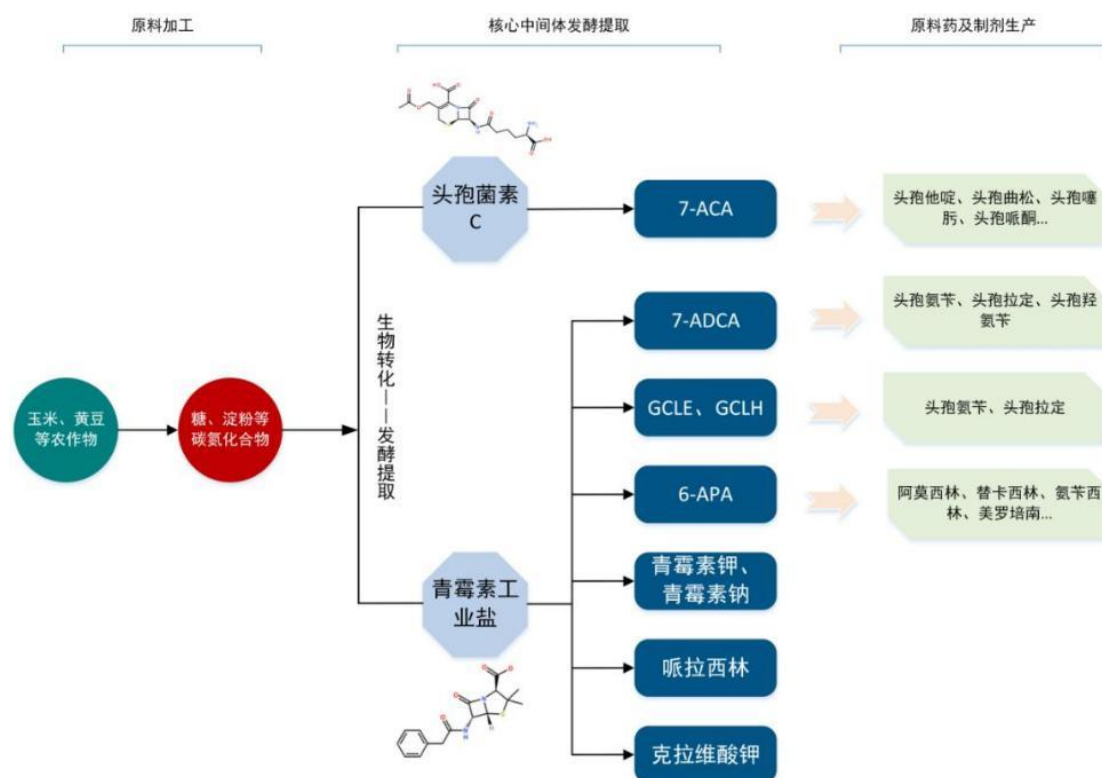 原料加工
核心中间体发酵提取
原料药及制剂生产
头孢菌素
C
7-ACA
头孢他啶、头孢曲松、头孢噻
肟、头孢哌酮...
7-ADCA
头孢氨苄、头孢拉定、头孢羟
氨苄
生物转化——发酵提取
玉米、黄豆
等农作物
糖、淀粉等
碳氮化合物
GCLE、GCLH
头孢氨苄、头孢拉定
6-APA
阿莫西林、替卡西林、氨苄西
林、美罗培南...
青霉素工
业盐
青霉素钾、
青霉素钠
哌拉西林
克拉维酸钾